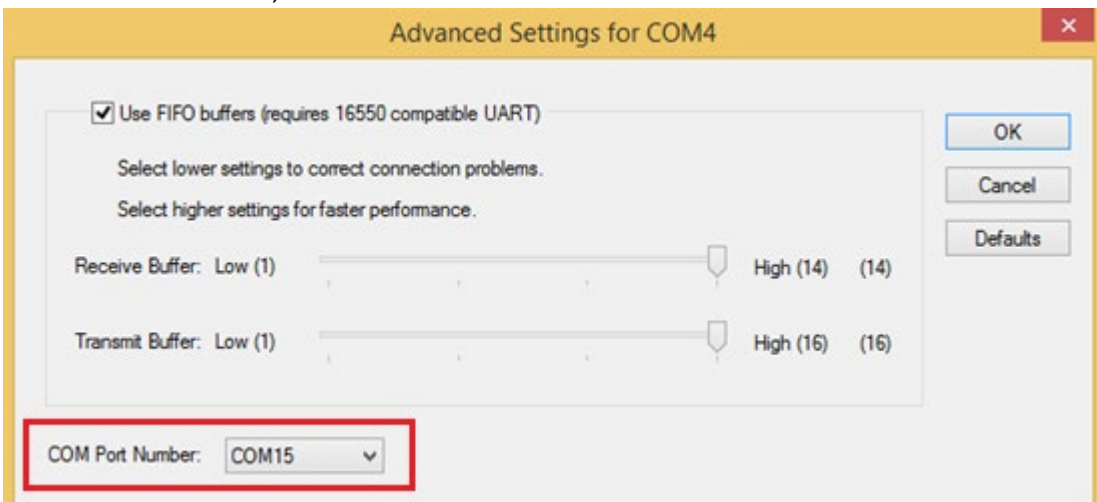 Advanced Settings for COM4
Use FIFO buffers (requires 16550 compatible UART)
OK
Select lower settings to correct connection problems.
Cancel
Select higher settings for faster performance.
Defaults
Receive Buffer: Low (1) High (14) (14)
Transmit Buffer: Low (1) High (16) (16)
COM Port Number: COM15